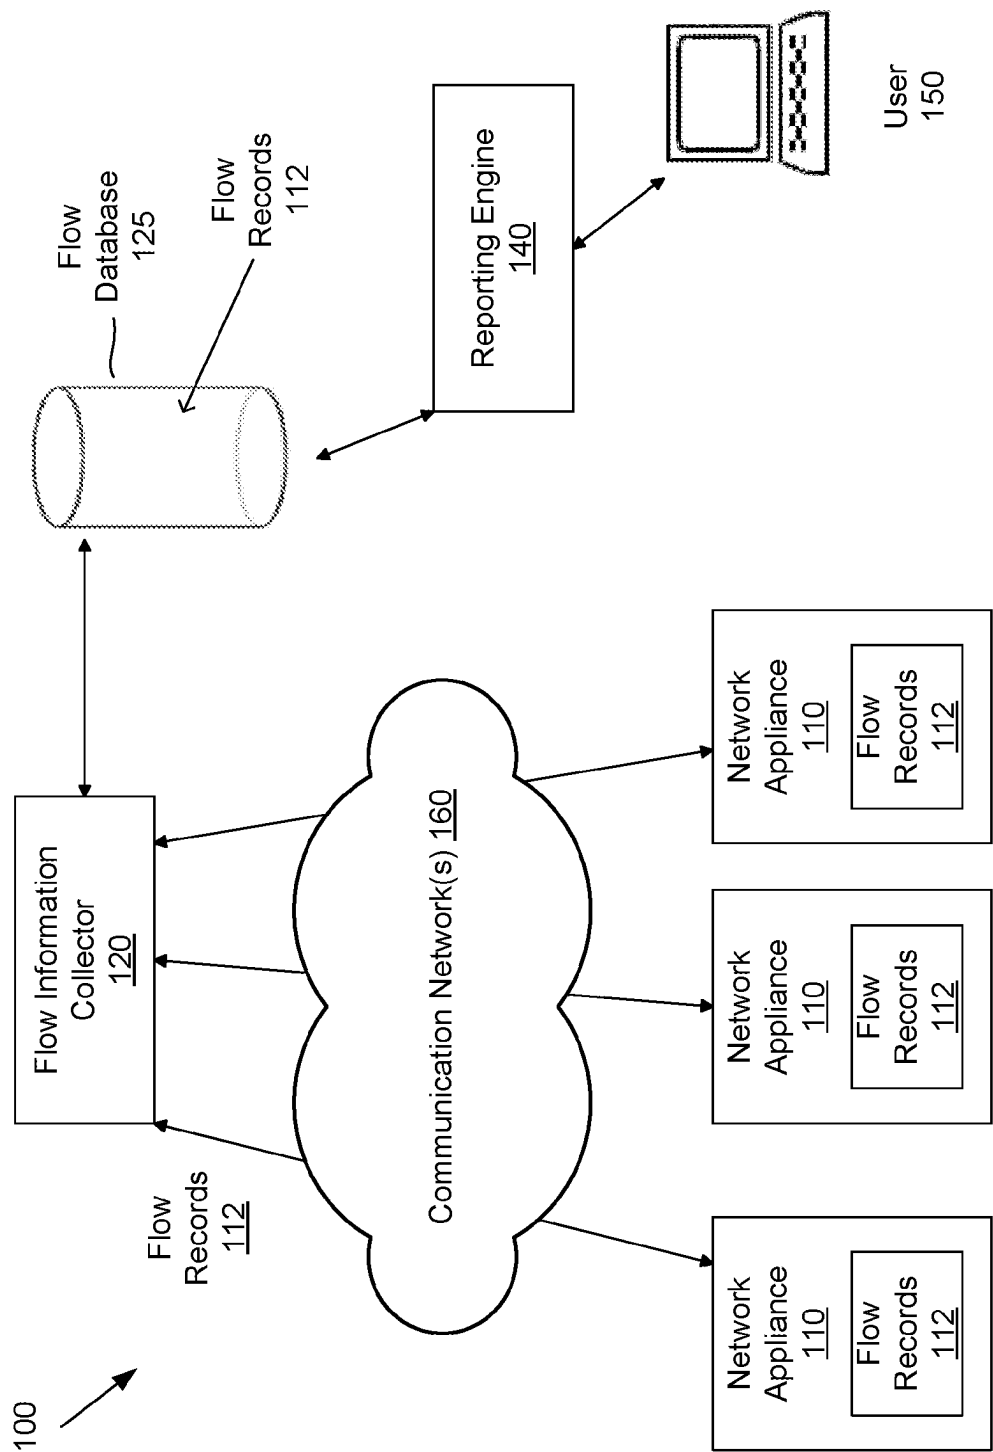 100
Flow Information
Collector
120
Flow
Database
125
Flow
Records
112
Flow
Records
112
Communication Network(s) 160
Reporting Engine
140
User
150
Network
Appliance
110
Flow
Records
112
Network
Appliance
110
Flow
Records
112
Network
Appliance
110
Flow
Records
112